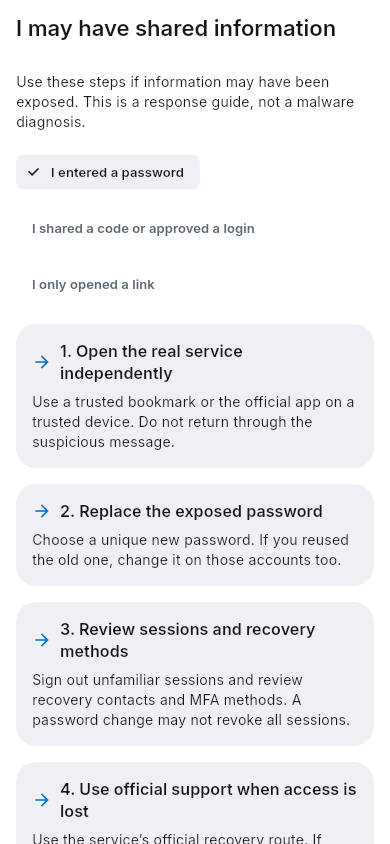 I may have shared information
Use these steps if information may have been
exposed. This is a response guide, not a malware
diagnosis.
I entered a password
I shared a code or approved a login
I only opened a link
1. Open the real service
independently
Use a trusted bookmark or the official app on a
trusted device. Do not return through the
suspicious message.
2. Replace the exposed password
Choose a unique new password. If you reused
the old one, change it on those accounts too.
3. Review sessions and recovery
methods
Sign out unfamiliar sessions and review
recovery contacts and MFA methods. A
password change may not revoke all sessions.
4. Use official support when access is
lost
Use the service’s official recovery route. If